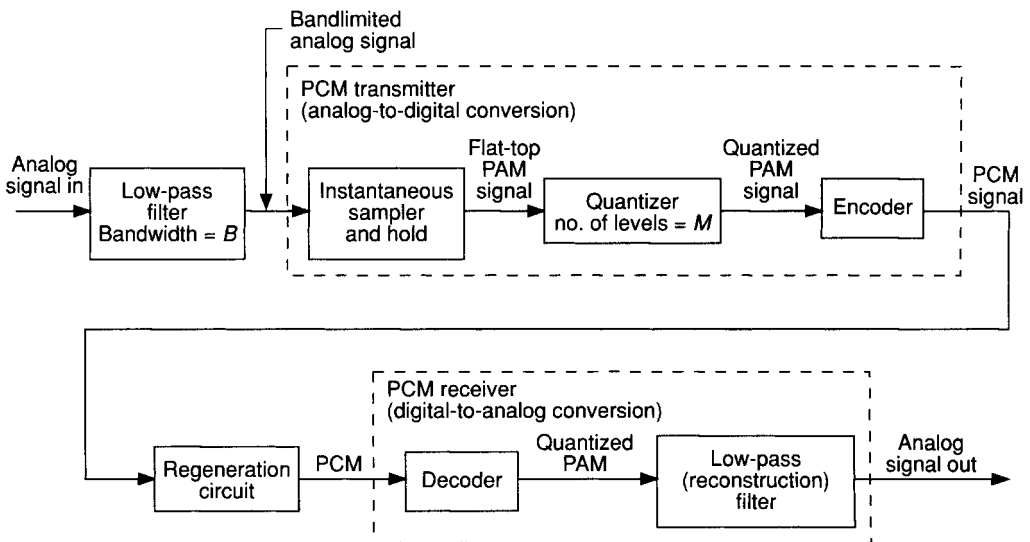 Bandlimited
analog signal
PCM transmitter
(analog-to-digital conversion)
Analog
signal in
Low-pass
filter
Bandwidth = B
Instantaneous
sampler
and hold
Flat-top
PAM
signal
Quantizer
no. of levels = M
Quantized
PAM
signal
Encoder
PCM
signal
PCM receiver
(digital-to-analog conversion)
Regeneration
circuit
PCM
Decoder
Quantized
PAM
Low-pass
(reconstruction)
filter
Analog
signal out